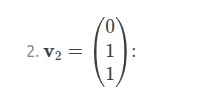 2. v₂ = (0 1 1):